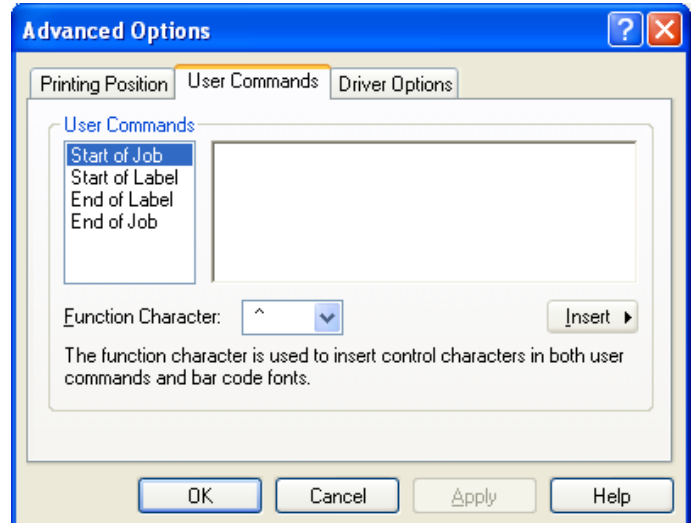 Advanced Options
Printing Position User Commands Driver Options
User Commands
Start of Job
Start of Label
End of Label
End of Job
Function Character: ^ Insert
The function character is used to insert control characters in both user
commands and bar code fonts.
OK Cancel Apply Help